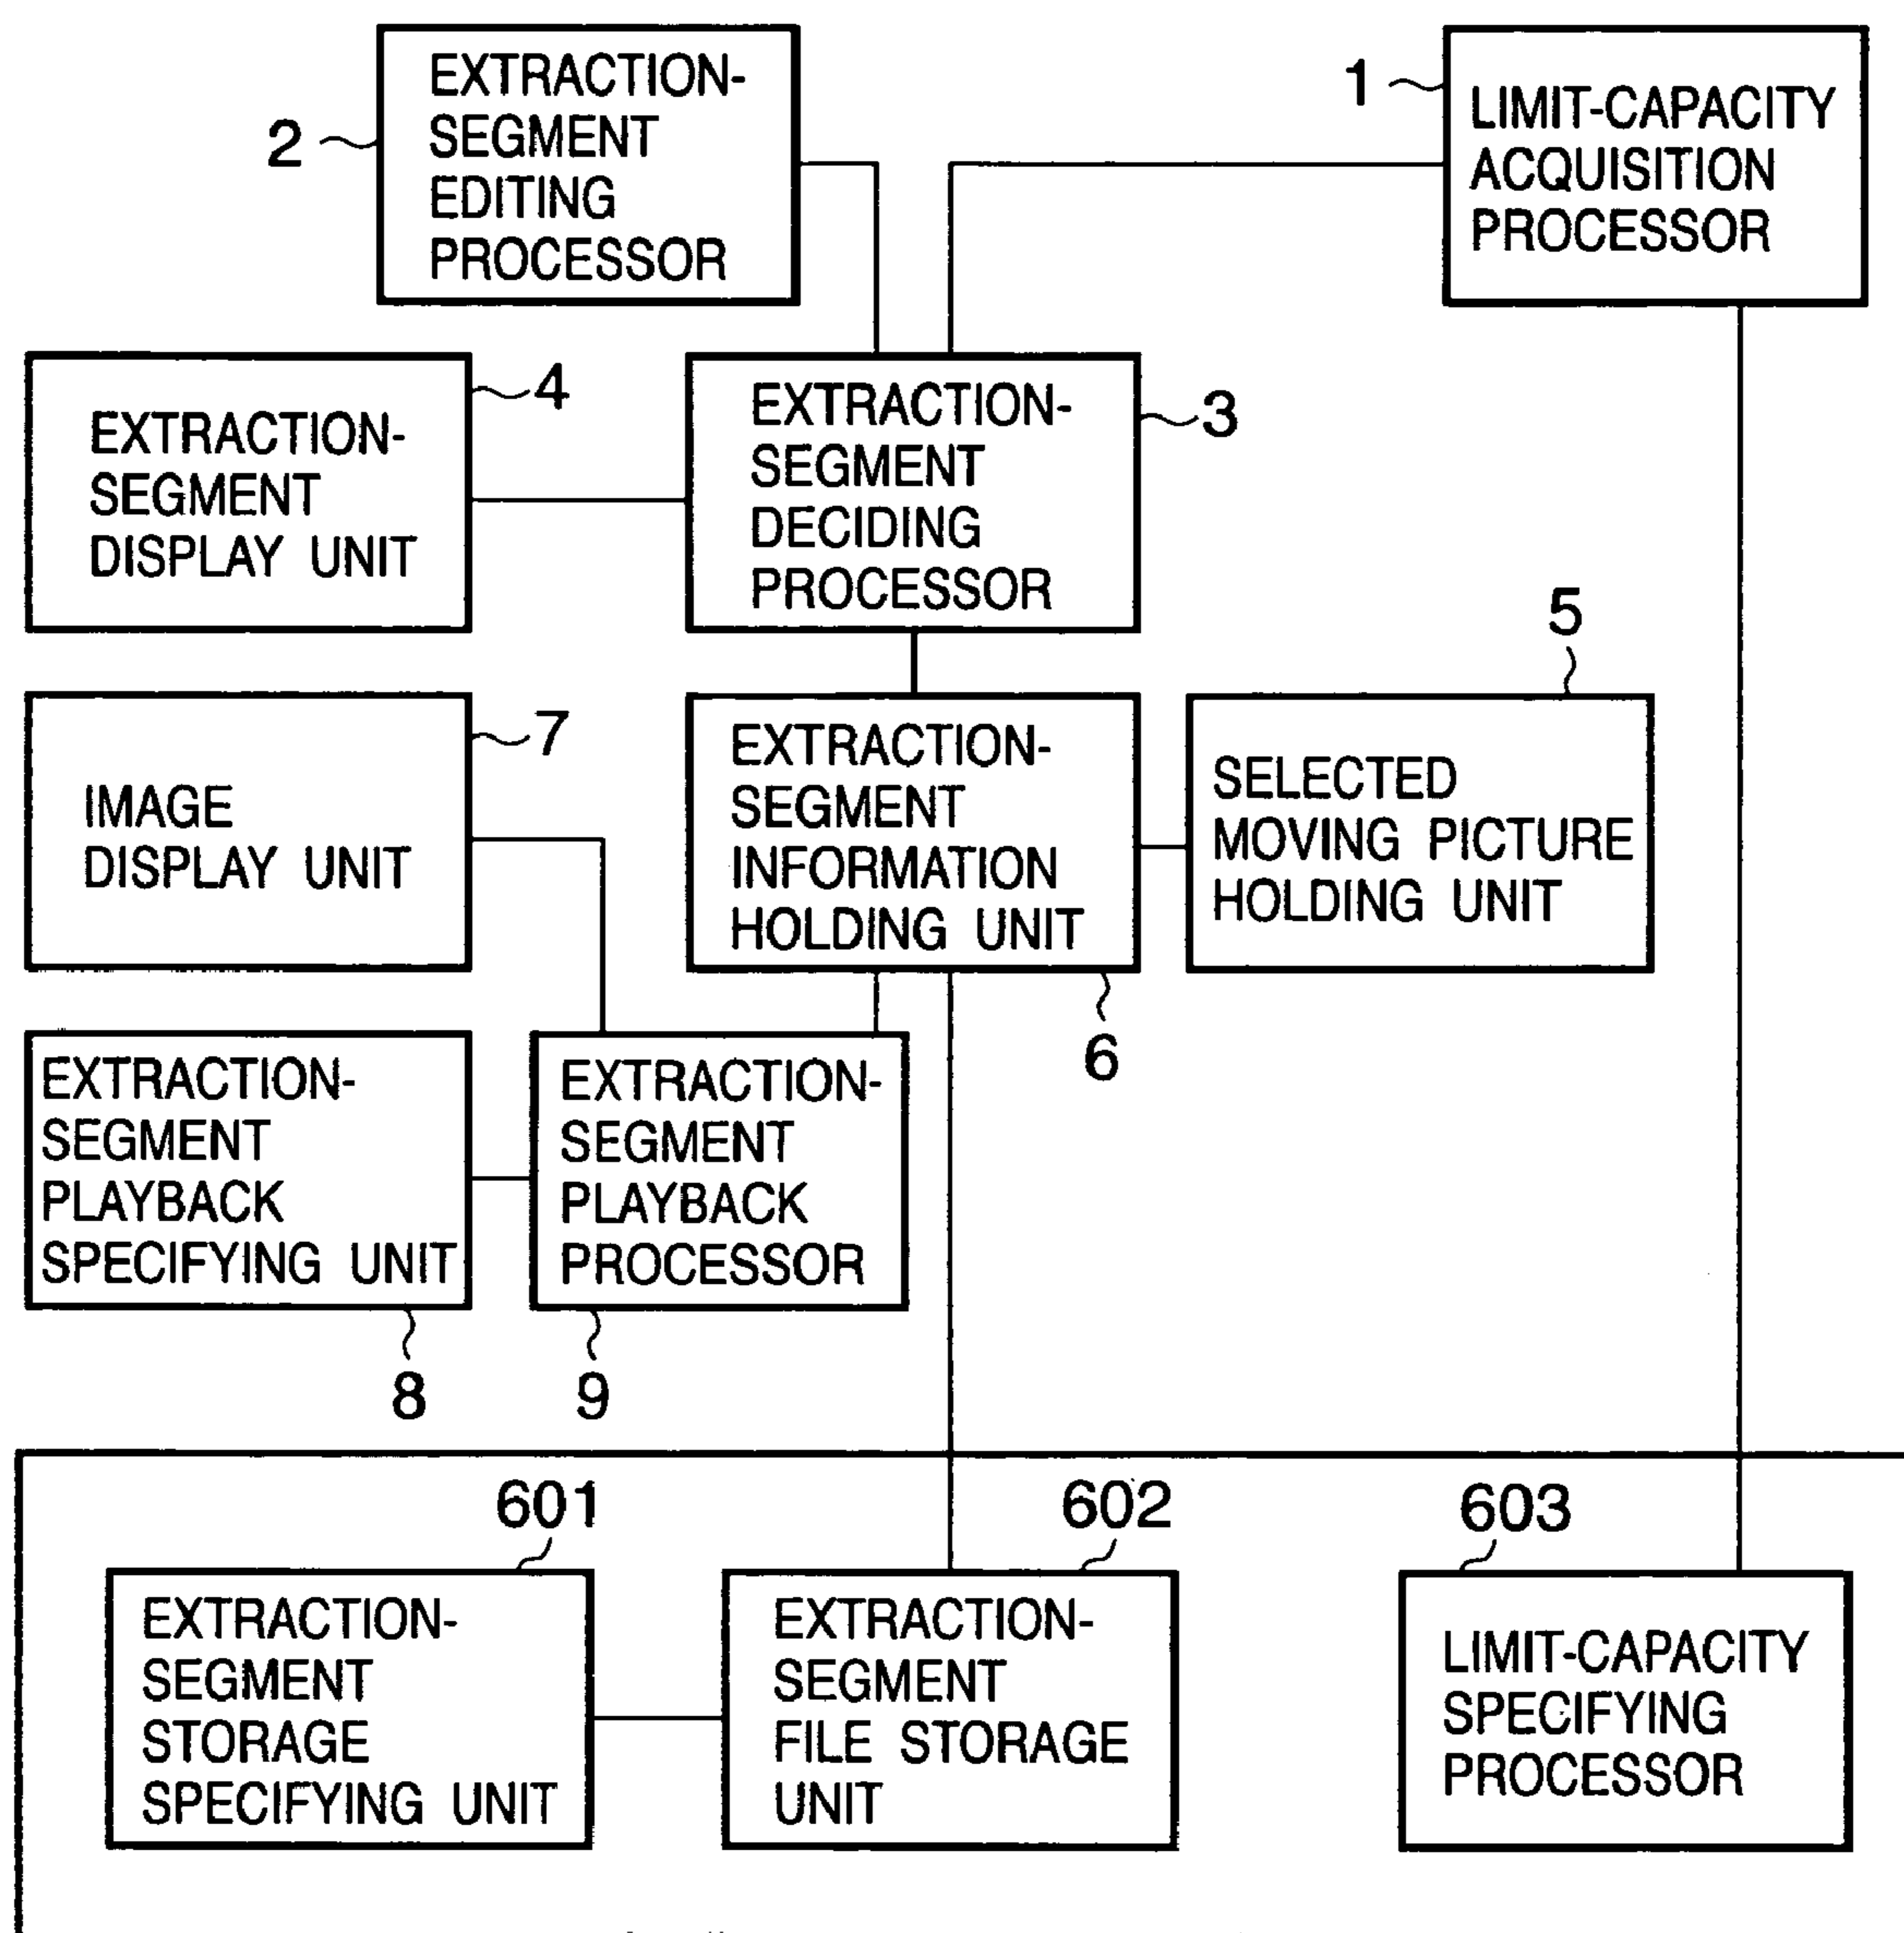 2
EXTRACTION-
SEGMENT
EDITING
PROCESSOR
1
LIMIT-CAPACITY
ACQUISITION
PROCESSOR
4
EXTRACTION-
SEGMENT
DISPLAY UNIT
3
EXTRACTION-
SEGMENT
DECIDING
PROCESSOR
7
IMAGE
DISPLAY UNIT
6
EXTRACTION-
SEGMENT
INFORMATION
HOLDING UNIT
5
SELECTED
MOVING PICTURE
HOLDING UNIT
EXTRACTION-
SEGMENT
PLAYBACK
SPECIFYING UNIT
8
EXTRACTION-
SEGMENT
PLAYBACK
PROCESSOR
9
601
EXTRACTION-
SEGMENT
STORAGE
SPECIFYING UNIT
602
EXTRACTION-
SEGMENT
FILE STORAGE
UNIT
603
LIMIT-CAPACITY
SPECIFYING
PROCESSOR